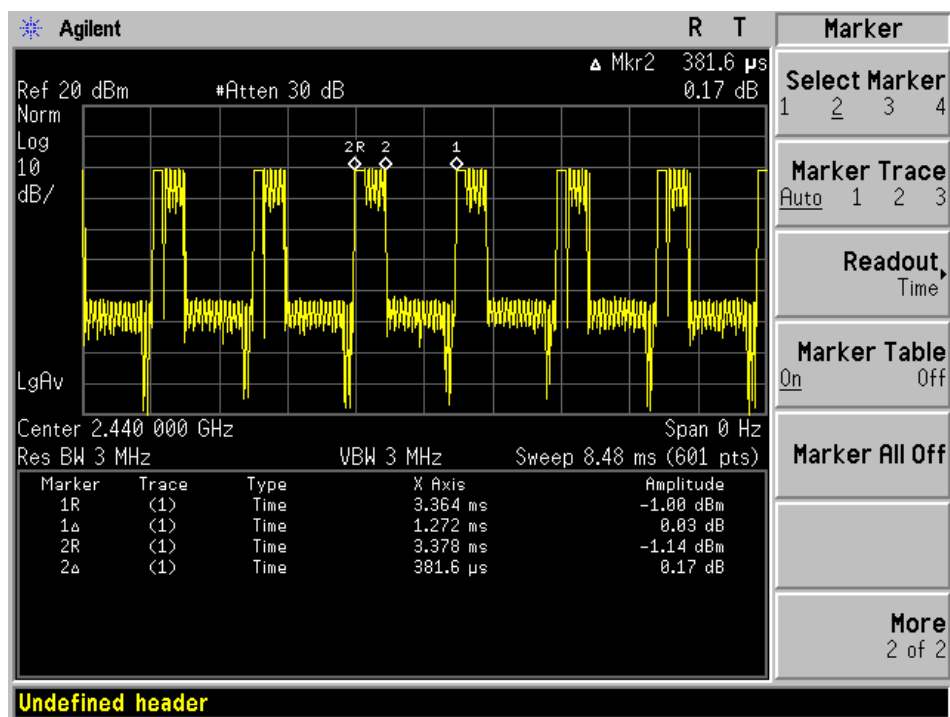 Agilent R T Marker
Δ Mkr2 381.6 µs
Ref 20 dBm #Atten 30 dB 0.17 dB
Norm
Log
10
dB/
2R 2 1
LgAv
Center 2.440 000 GHz Span 0 Hz
Res BW 3 MHz VBW 3 MHz Sweep 8.48 ms (601 pts)
Marker Trace Type X Axis Amplitude
1R (1) Time 3.364 ms -1.00 dBm
1Δ (1) Time 1.272 ms 0.03 dB
2R (1) Time 3.378 ms -1.14 dBm
2Δ (1) Time 381.6 µs 0.17 dB
Select Marker
1 2 3 4
Marker Trace
Auto 1 2 3
Readout
Time
Marker Table
On Off
Marker All Off
More
2 of 2
Undefined header